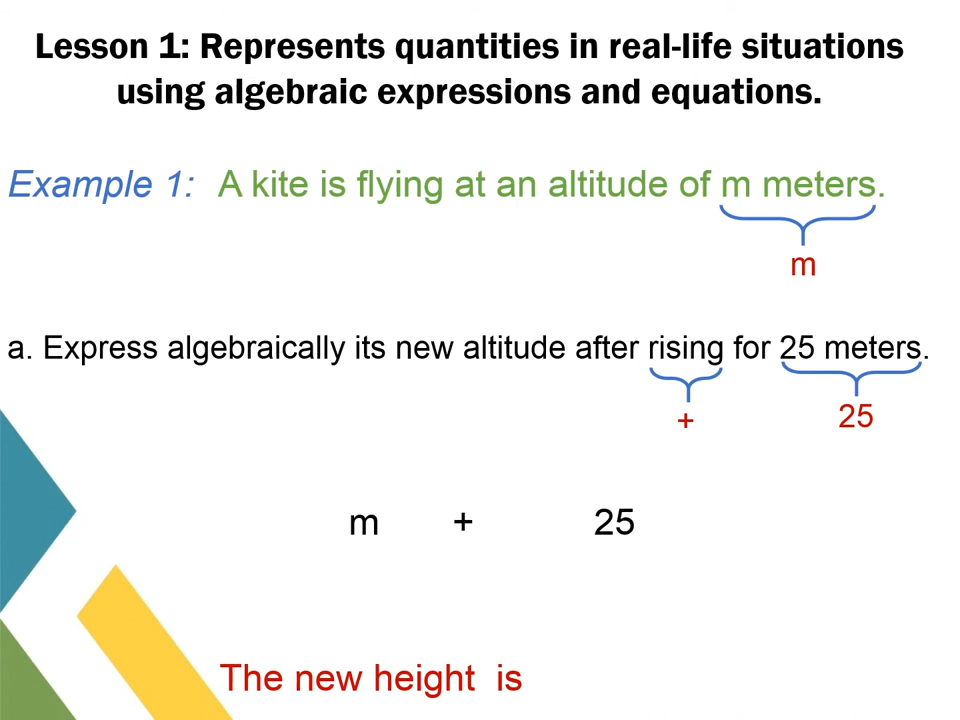 Lesson 1: Represents quantities in real-life situations
using algebraic expressions and equations.
Example 1: A kite is flying at an altitude of m meters.
m
a. Express algebraically its new altitude after rising for 25 meters.
+ 25
m + 25
The new height is